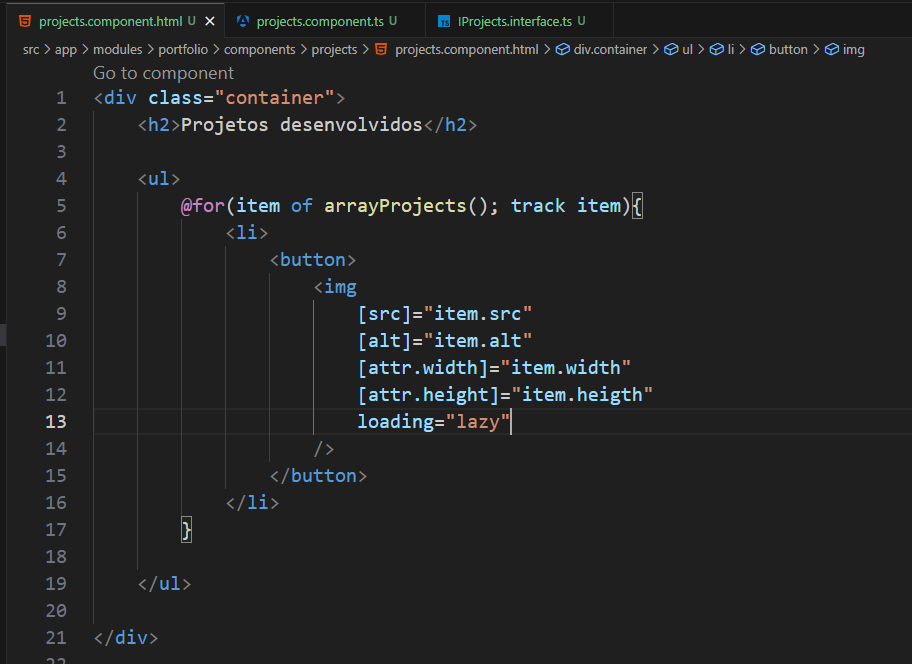 projects.component.html U × projects.component.ts U TS IProjects.interface.ts U
src > app > modules > portfolio > components > projects > projects.component.html > div.container > ul > li > button > img
Go to component
1 <div class="container">
2 <h2>Projetos desenvolvidos</h2>
3
4 <ul>
5 @for(item of arrayProjects(); track item){
6 <li>
7 <button>
8 <img
9 [src]="item.src"
10 [alt]="item.alt"
11 [attr.width]="item.width"
12 [attr.height]="item.heigth"
13 loading="lazy"
14 />
15 </button>
16 </li>
17 }
18
19 </ul>
20
21 </div>
22